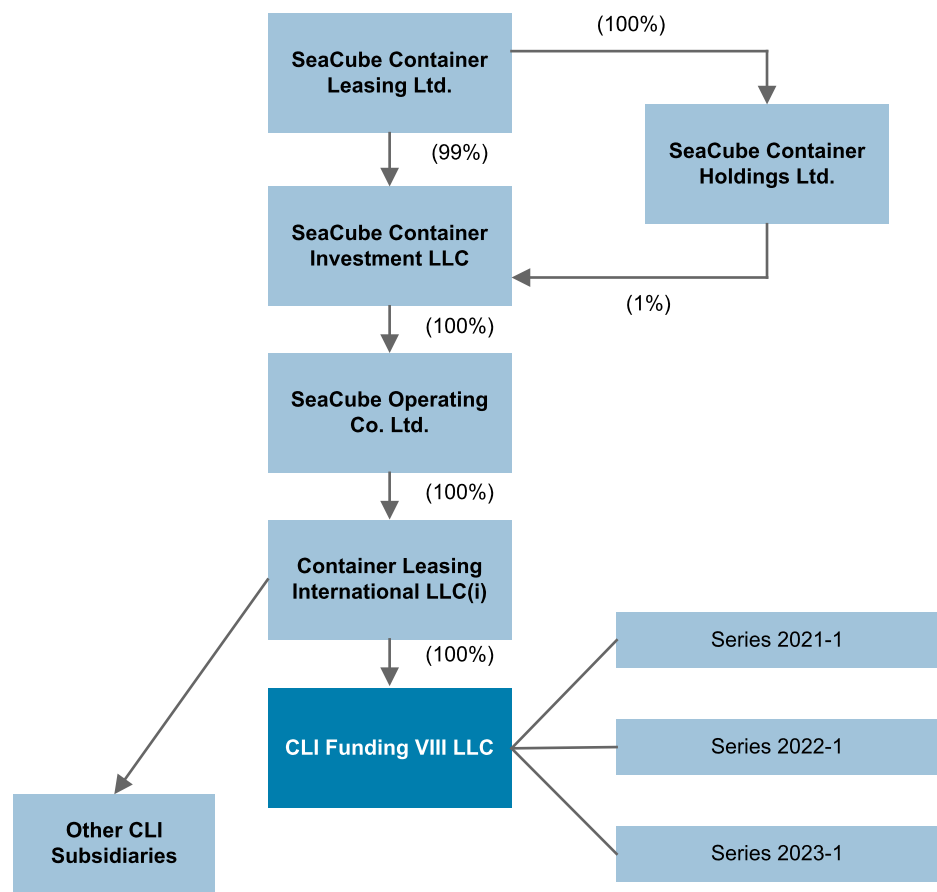 (100%)
SeaCube Container
Leasing Ltd.
(99%)
SeaCube Container
Holdings Ltd.
SeaCube Container
Investment LLC
(1%)
(100%)
SeaCube Operating
Co. Ltd.
(100%)
Container Leasing
International LLC(i)
(100%)
Series 2021-1
CLI Funding VIII LLC
Series 2022-1
Other CLI
Subsidiaries
Series 2023-1